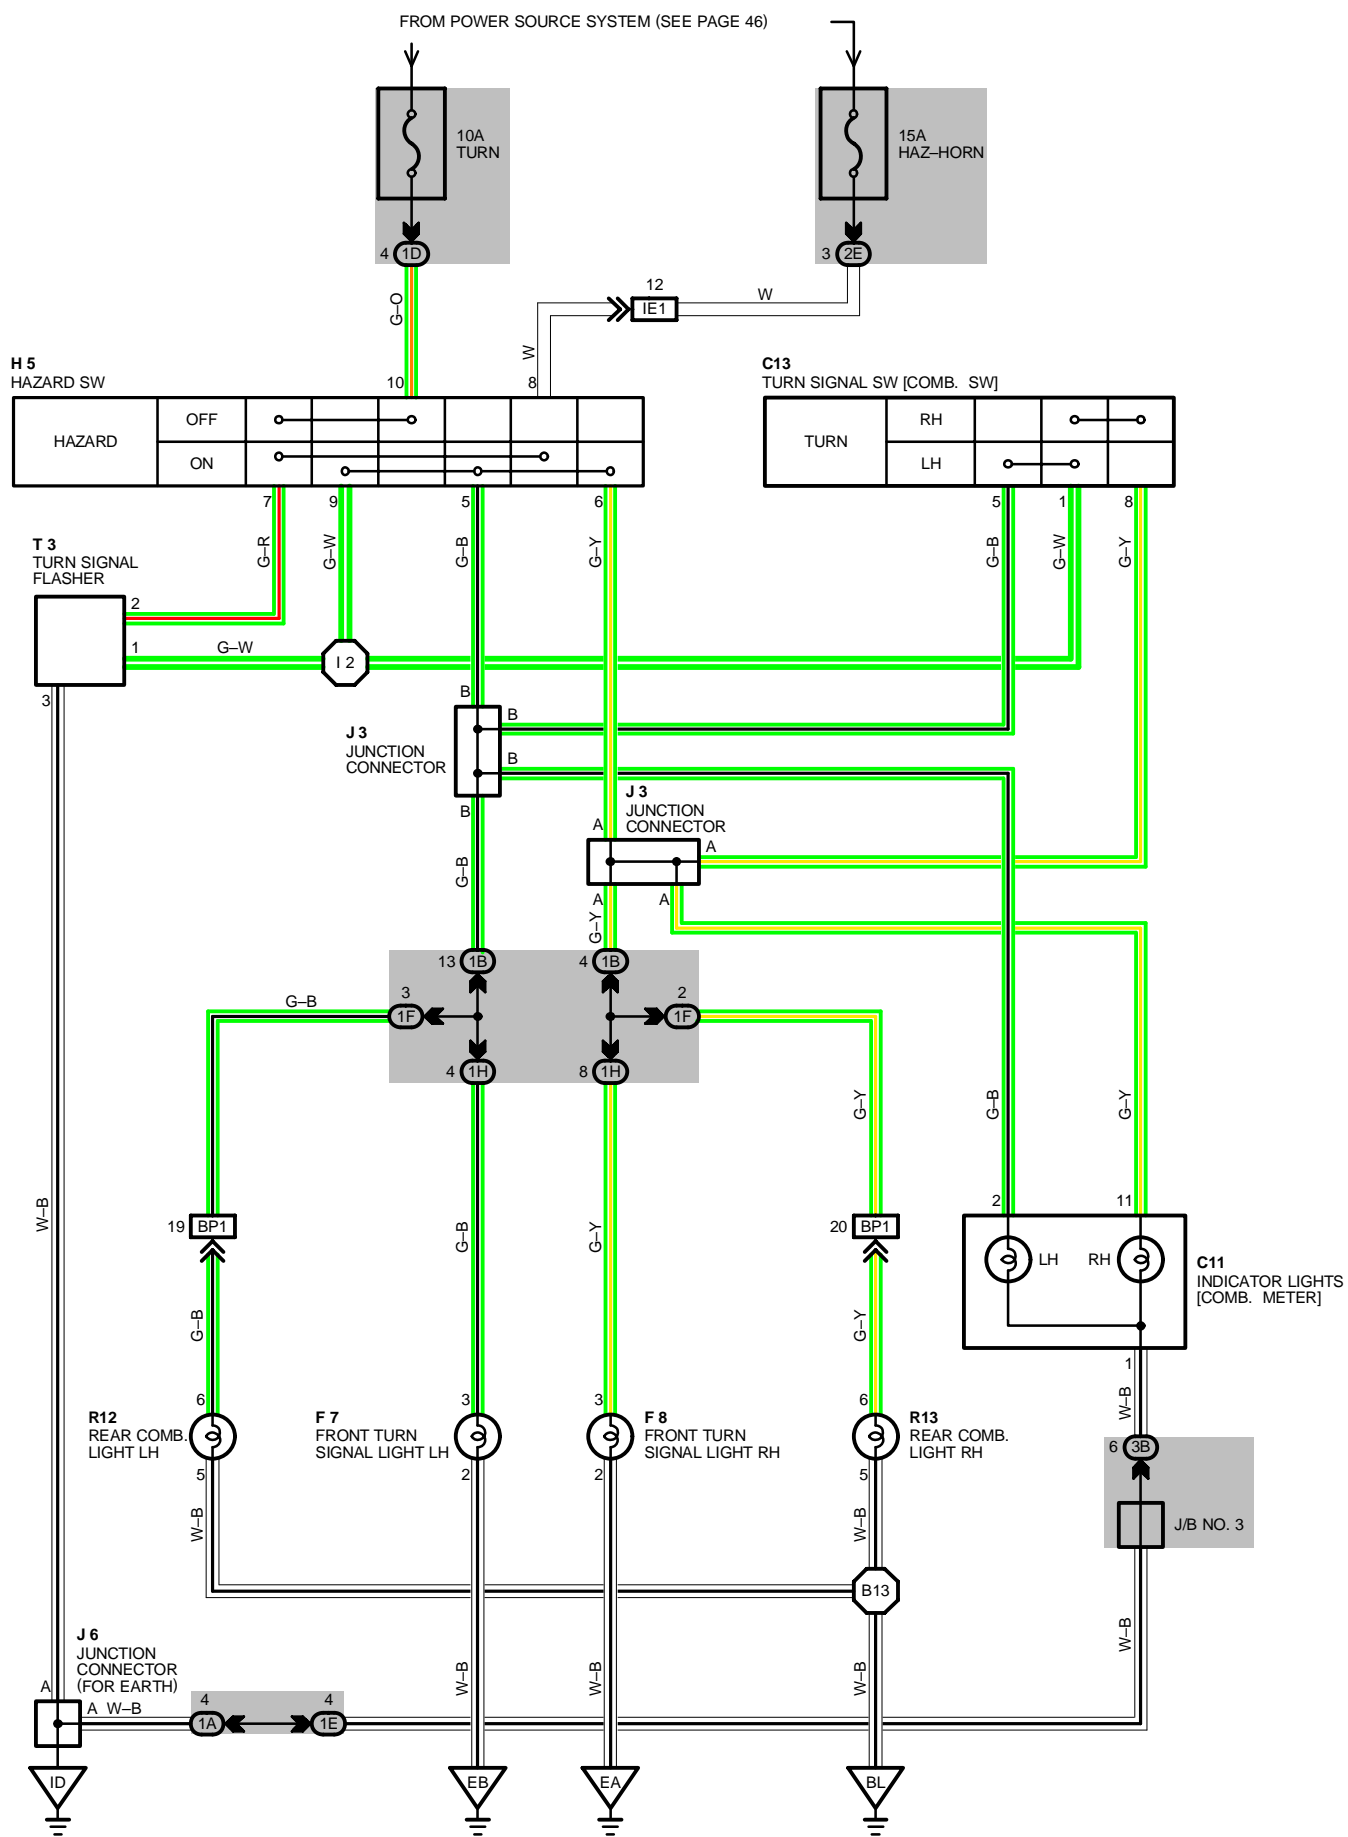 FROM POWER SOURCE SYSTEM (SEE PAGE 46)
10A
TURN
15A
HAZ–HORN
4 1D
3 2E
12
IE1
W
G–O
W
H 5
HAZARD SW
10
8
C13
TURN SIGNAL SW [COMB. SW]
HAZARD
OFF
ON
TURN
RH
LH
7
9
5
6
5
1
8
G–R
G–W
G–B
G–Y
G–B
G–W
G–Y
T 3
TURN SIGNAL
FLASHER
2
1
G–W
I 2
3
B
B
J 3
JUNCTION
CONNECTOR
B
B
J 3
JUNCTION
CONNECTOR
A
A
A
A
G–B
G–Y
13 1B
4 1B
3
1F
2
1F
G–B
4 1H
8 1H
G–Y
G–B
G–Y
W–B
19 BP1
G–B
G–Y
20 BP1
2
11
LH
RH
C11
INDICATOR LIGHTS
[COMB. METER]
G–B
G–Y
1
W–B
6
3
3
6
R12
REAR COMB.
LIGHT LH
F 7
FRONT TURN
SIGNAL LIGHT LH
F 8
FRONT TURN
SIGNAL LIGHT RH
R13
REAR COMB.
LIGHT RH
6 3B
5
2
2
5
J/B NO. 3
W–B
W–B
B13
J 6
JUNCTION
CONNECTOR
(FOR EARTH)
W–B
W–B
W–B
W–B
A
A W–B
4
1A
4
1E
ID
EB
EA
BL